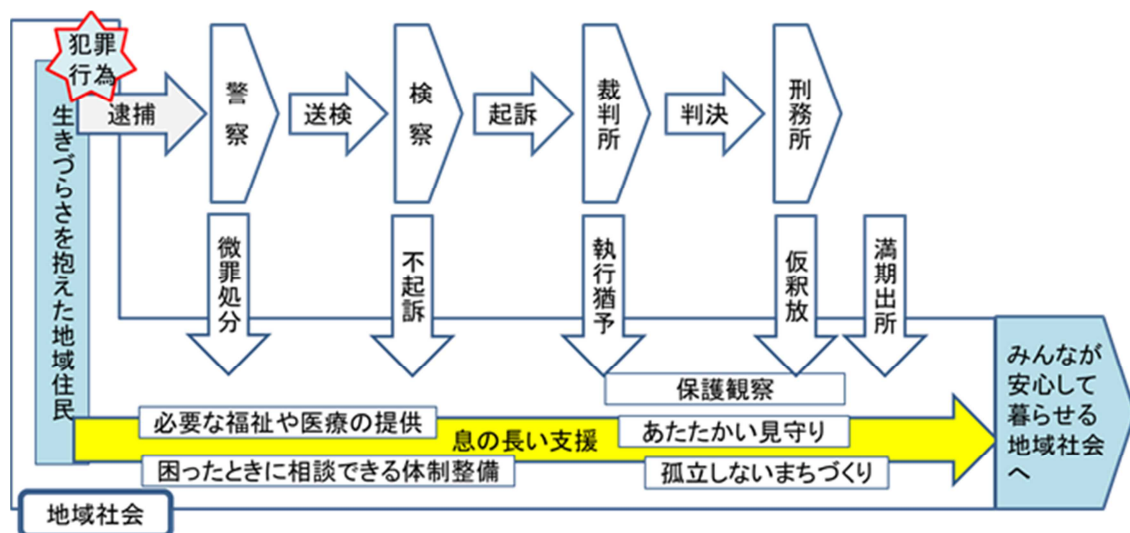 犯罪
行為
生きづらさを抱えた地域住民
逮捕
警察
送検
検察
起訴
裁判所
判決
刑務所
微罪処分
不起訴
執行猶予
仮釈放
満期出所
保護観察
必要な福祉や医療の提供
息の長い支援
あたたかい見守り
困ったときに相談できる体制整備
孤立しないまちづくり
みんなが
安心して
暮らせる
地域社会
へ
地域社会